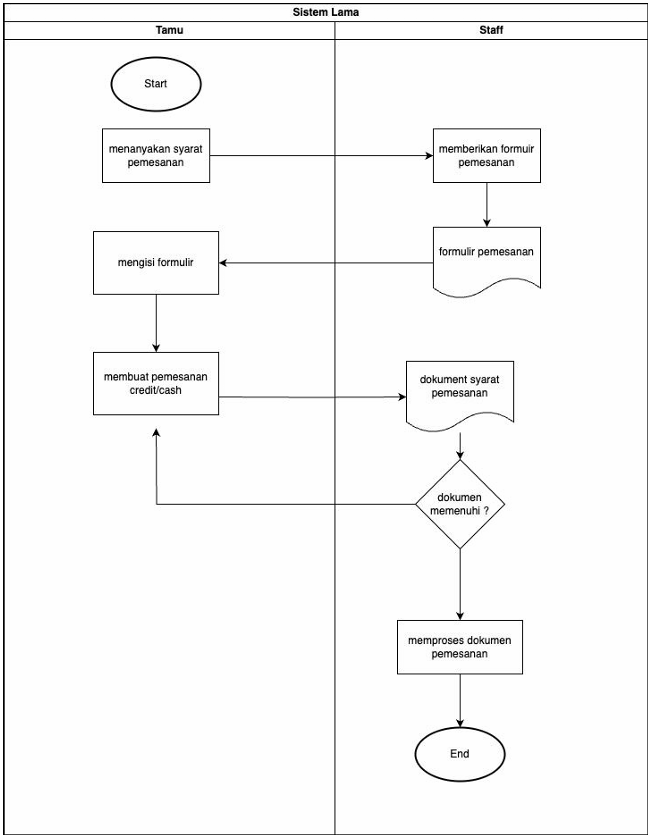 Sistem Lama
Tamu
Staff
Start
menanyakan syarat
pemesanan
memberikan formuir
pemesanan
formulir pemesanan
mengisi formulir
membuat pemesanan
credit/cash
dokument syarat
pemesanan
dokumen
memenuhi ?
memproses dokumen
pemesanan
End